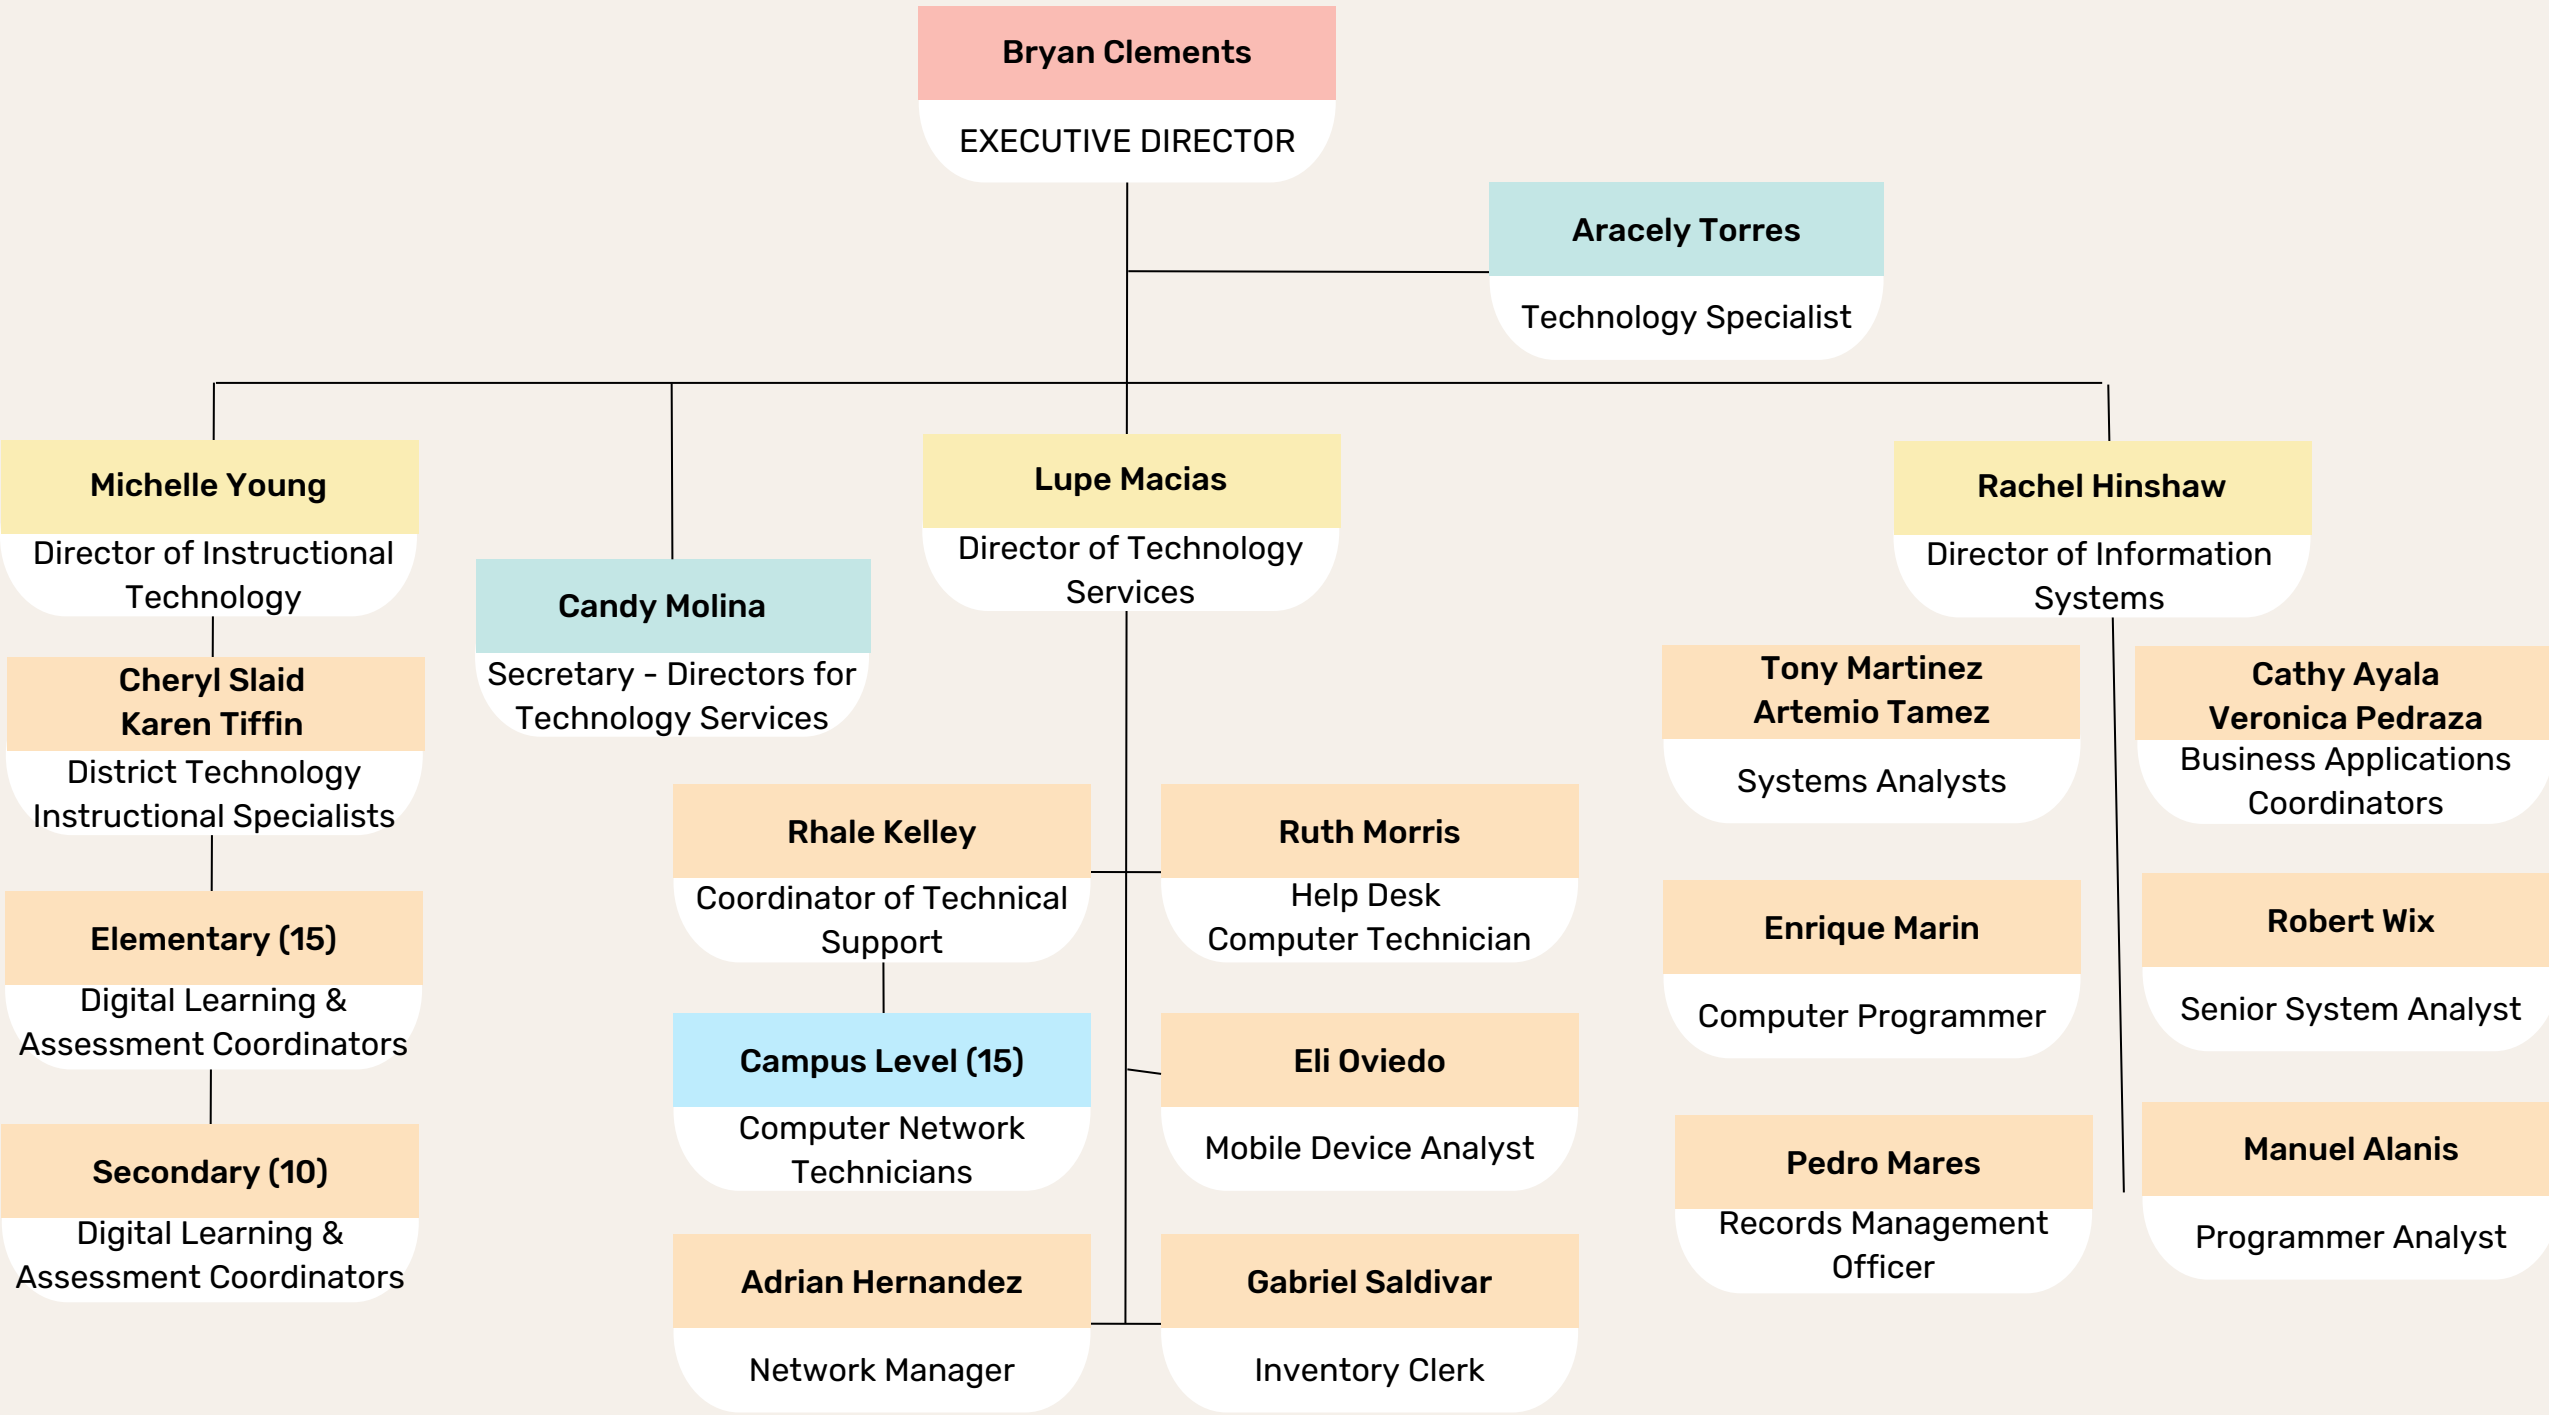 Bryan Clements
EXECUTIVE DIRECTOR
Aracely Torres
Technology Specialist
Michelle Young
Director of Instructional
Technology
Candy Molina
Secretary - Directors for
Technology Services
Lupe Macias
Director of Technology
Services
Rachel Hinshaw
Director of Information
Systems
Cheryl Slaid
Karen Tiffin
District Technology
Instructional Specialists
Elementary (15)
Digital Learning &
Assessment Coordinators
Secondary (10)
Digital Learning &
Assessment Coordinators
Rhale Kelley
Coordinator of Technical
Support
Ruth Morris
Help Desk
Computer Technician
Campus Level (15)
Computer Network
Technicians
Eli Oviedo
Mobile Device Analyst
Adrian Hernandez
Network Manager
Gabriel Saldivar
Inventory Clerk
Tony Martinez
Artemio Tamez
Systems Analysts
Cathy Ayala
Veronica Pedraza
Business Applications
Coordinators
Enrique Marin
Computer Programmer
Robert Wix
Senior System Analyst
Pedro Mares
Records Management
Officer
Manuel Alanis
Programmer Analyst